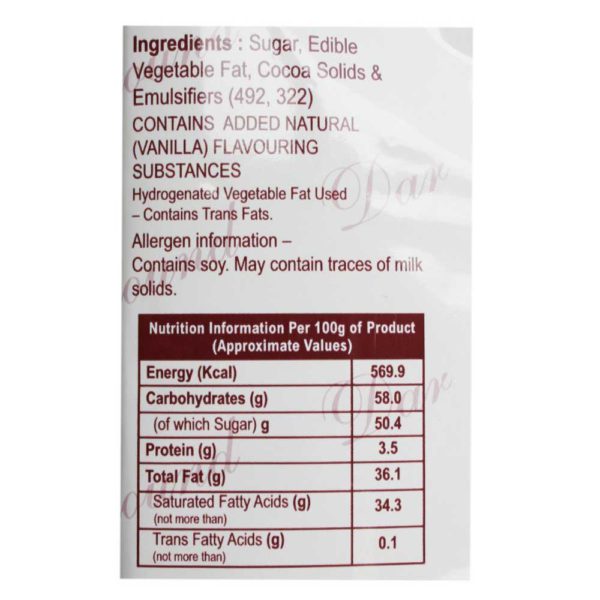 Ingredients : Sugar, Edible
Vegetable Fat, Cocoa Solids &
Emulsifiers (492, 322)
CONTAINS ADDED NATURAL
(VANILLA) FLAVOURING
SUBSTANCES
Hydrogenated Vegetable Fat Used
– Contains Trans Fats.
Allergen information –
Contains soy. May contain traces of milk
solids.
Nutrition Information Per 100g of Product
(Approximate Values)
Energy (Kcal) 569.9
Carbohydrates (g) 58.0
(of which Sugar) g 50.4
Protein (g) 3.5
Total Fat (g) 36.1
Saturated Fatty Acids (g) 34.3
(not more than)
Trans Fatty Acids (g) 0.1
(not more than)
Dar
ound
Dar
ound